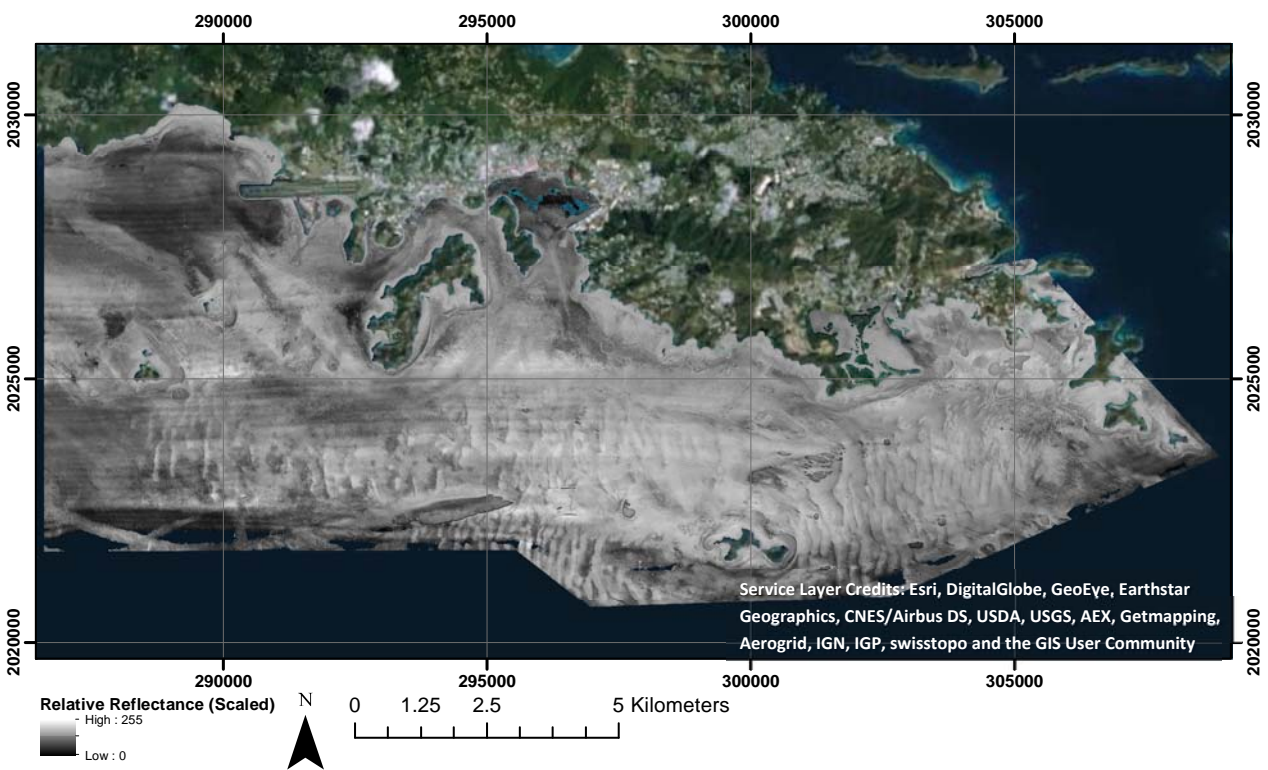 290000
295000
300000
305000
2030000
2030000
2025000
2025000
2020000
2020000
Service Layer Credits: Esri, DigitalGlobe, GeoEye, Earthstar
Geographics, CNES/Airbus DS, USDA, USGS, AEX, Getmapping,
Aerogrid, IGN, IGP, swisstopo and the GIS User Community
290000
295000
300000
305000
Relative Reflectance (Scaled)
High : 255
Low : 0
N
0 1.25 2.5 5 Kilometers